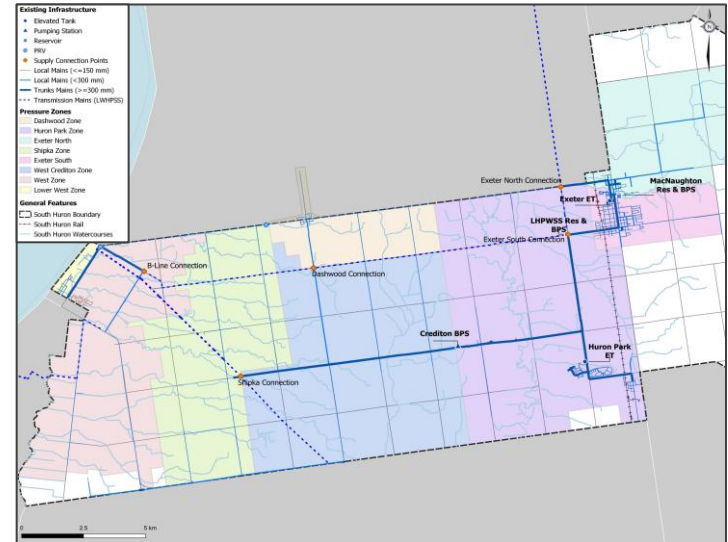 Existing Infrastructure
Elevated Tank
Pumping Station
Reservoir
PRV
Supply Connection Points
Local Mains (<=150 mm)
Local Mains (<300 mm)
Trunks Mains (>=300 mm)
Transmission Mains (LWHPSS)
Pressure Zones
Dashwood Zone
Huron Park Zone
Exeter North
Shipka Zone
Exeter South
West Crediton Zone
West Zone
Lower West Zone
General Features
South Huron Boundary
South Huron Rail
South Huron Watercourses
Exeter North Connection
MacNaughton
Res & BPS
Exeter ET
LHPWSS Res &
BPS
Exeter South Connection
B-Line Connection
Dashwood Connection
Crediton BPS
Huron Park
ET
Shipka Connection
0 2.5 5 km